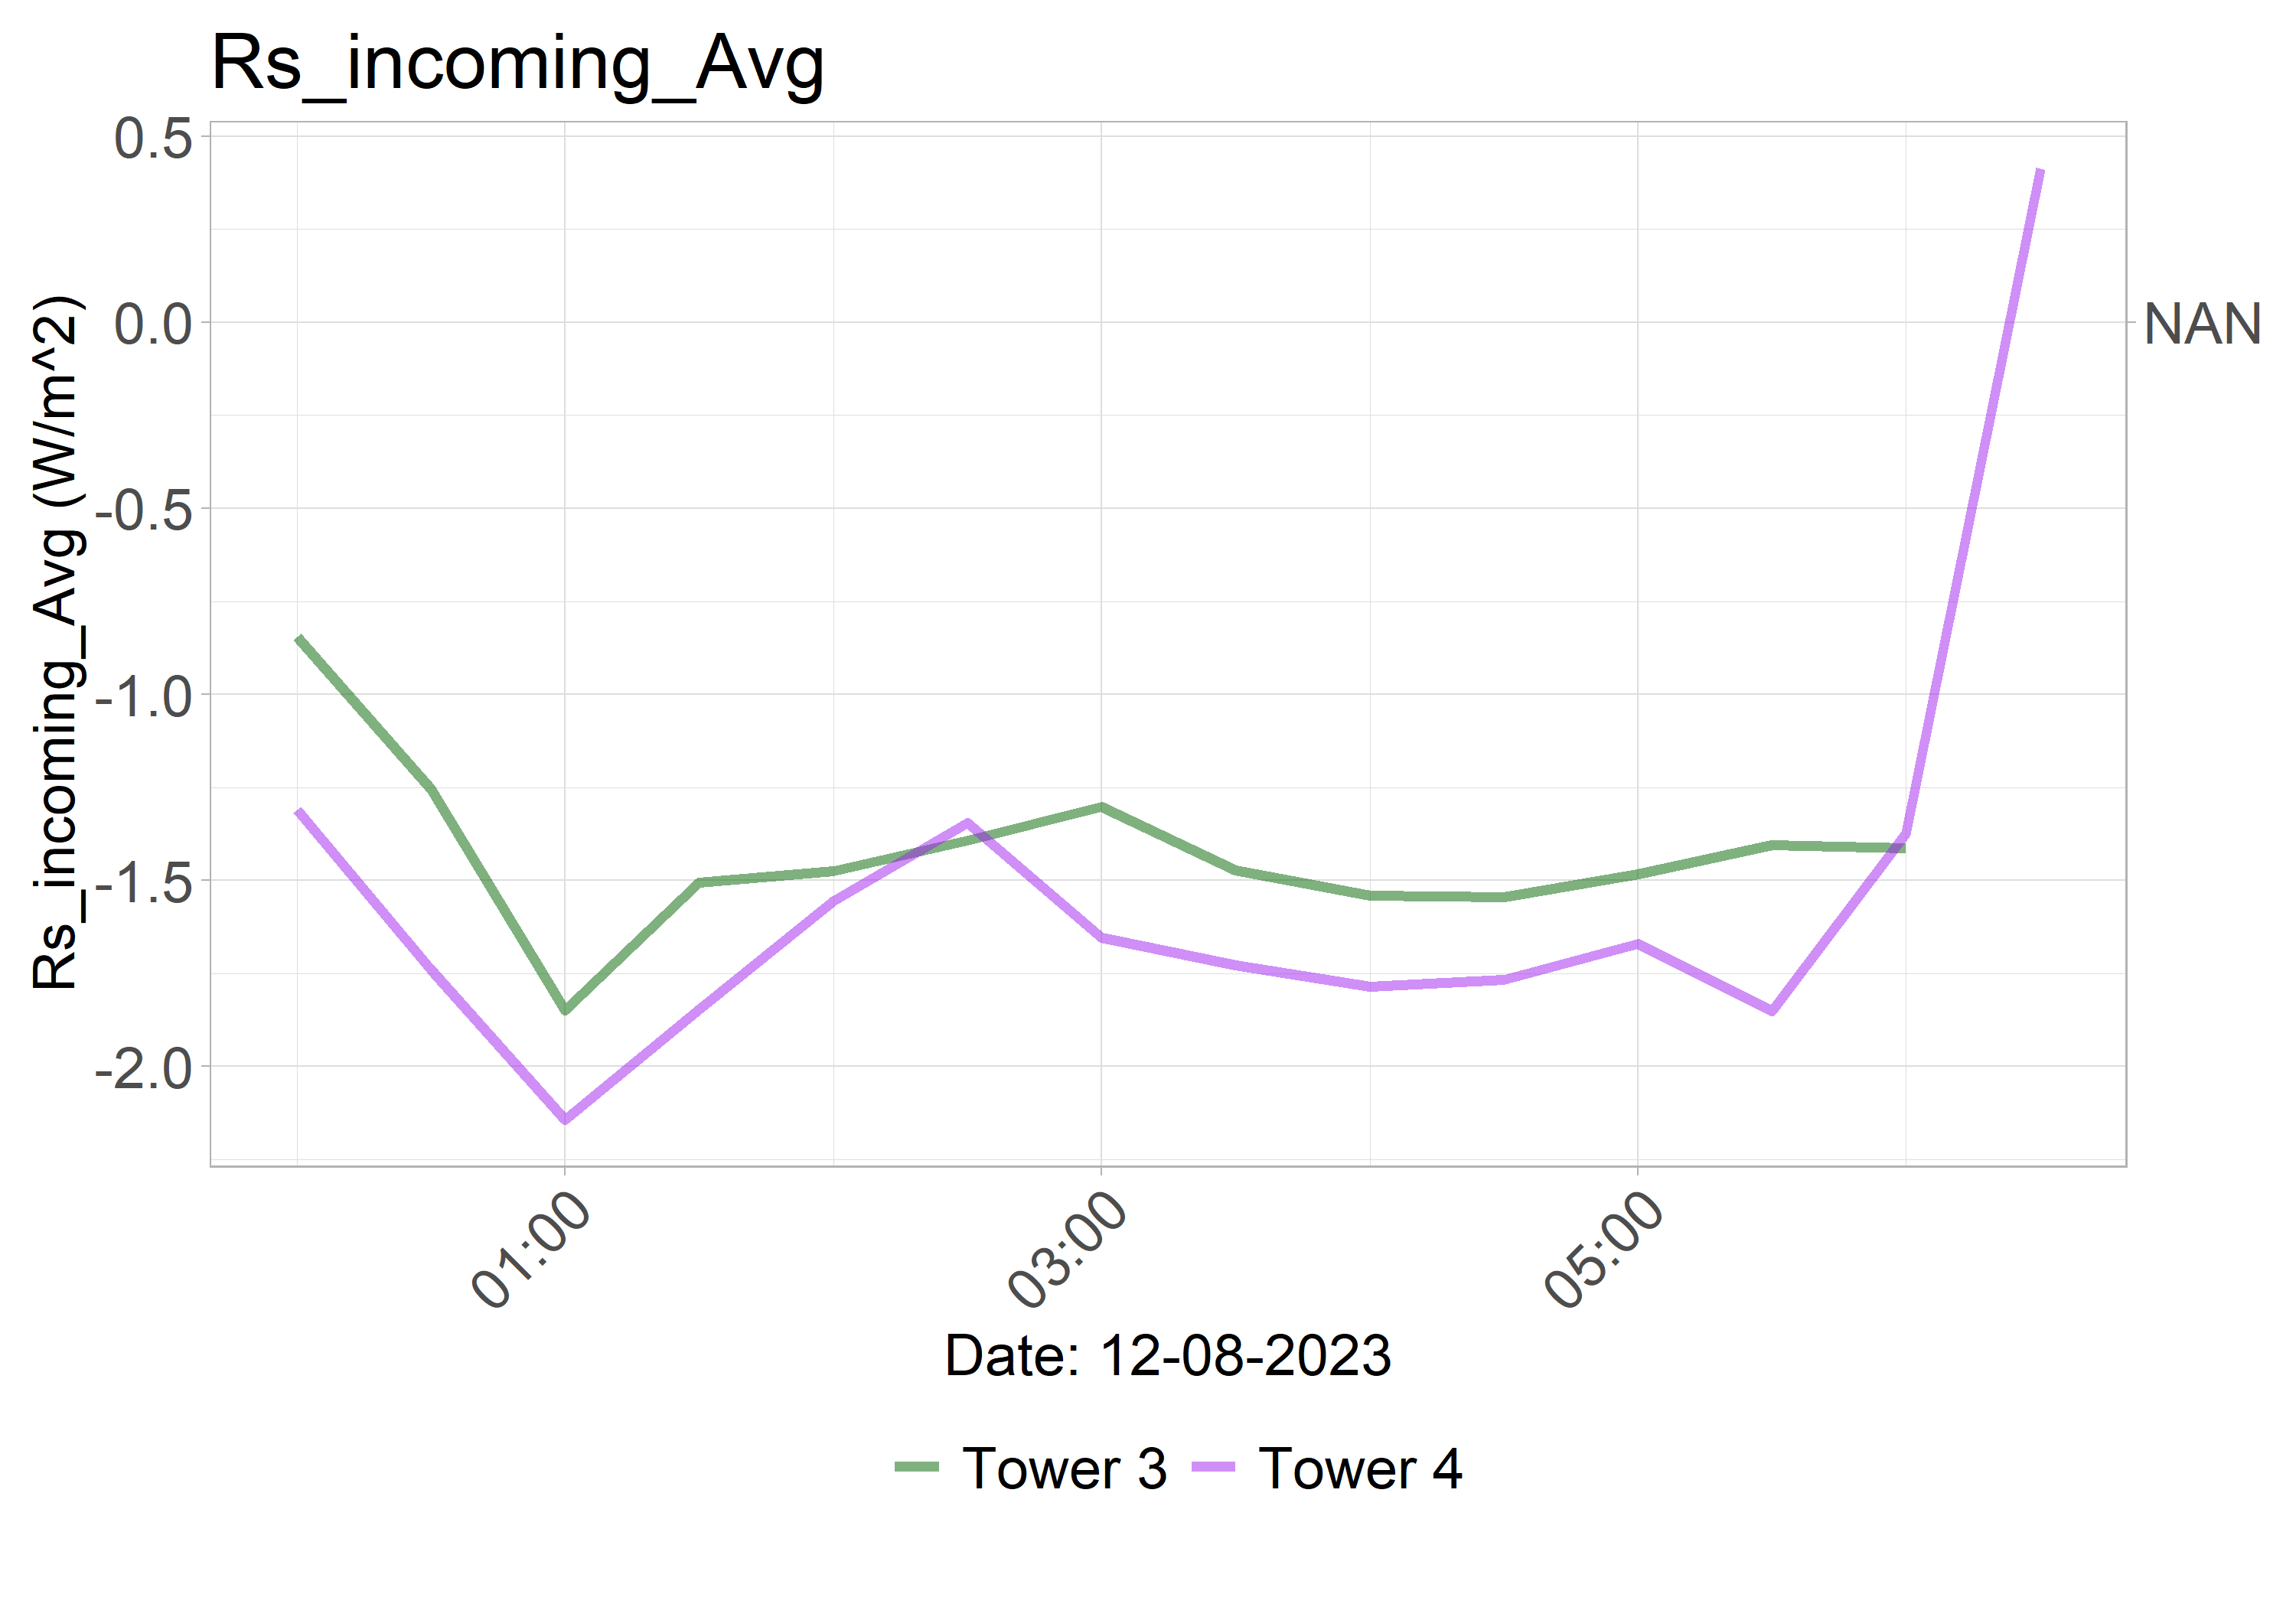 Rs_incoming_Avg
Rs_incoming_Avg (W/m^2)
0.5
0.0
-0.5
-1.0
-1.5
-2.0
NAN
01:00
03:00
05:00
Date: 12-08-2023
Tower 3
Tower 4